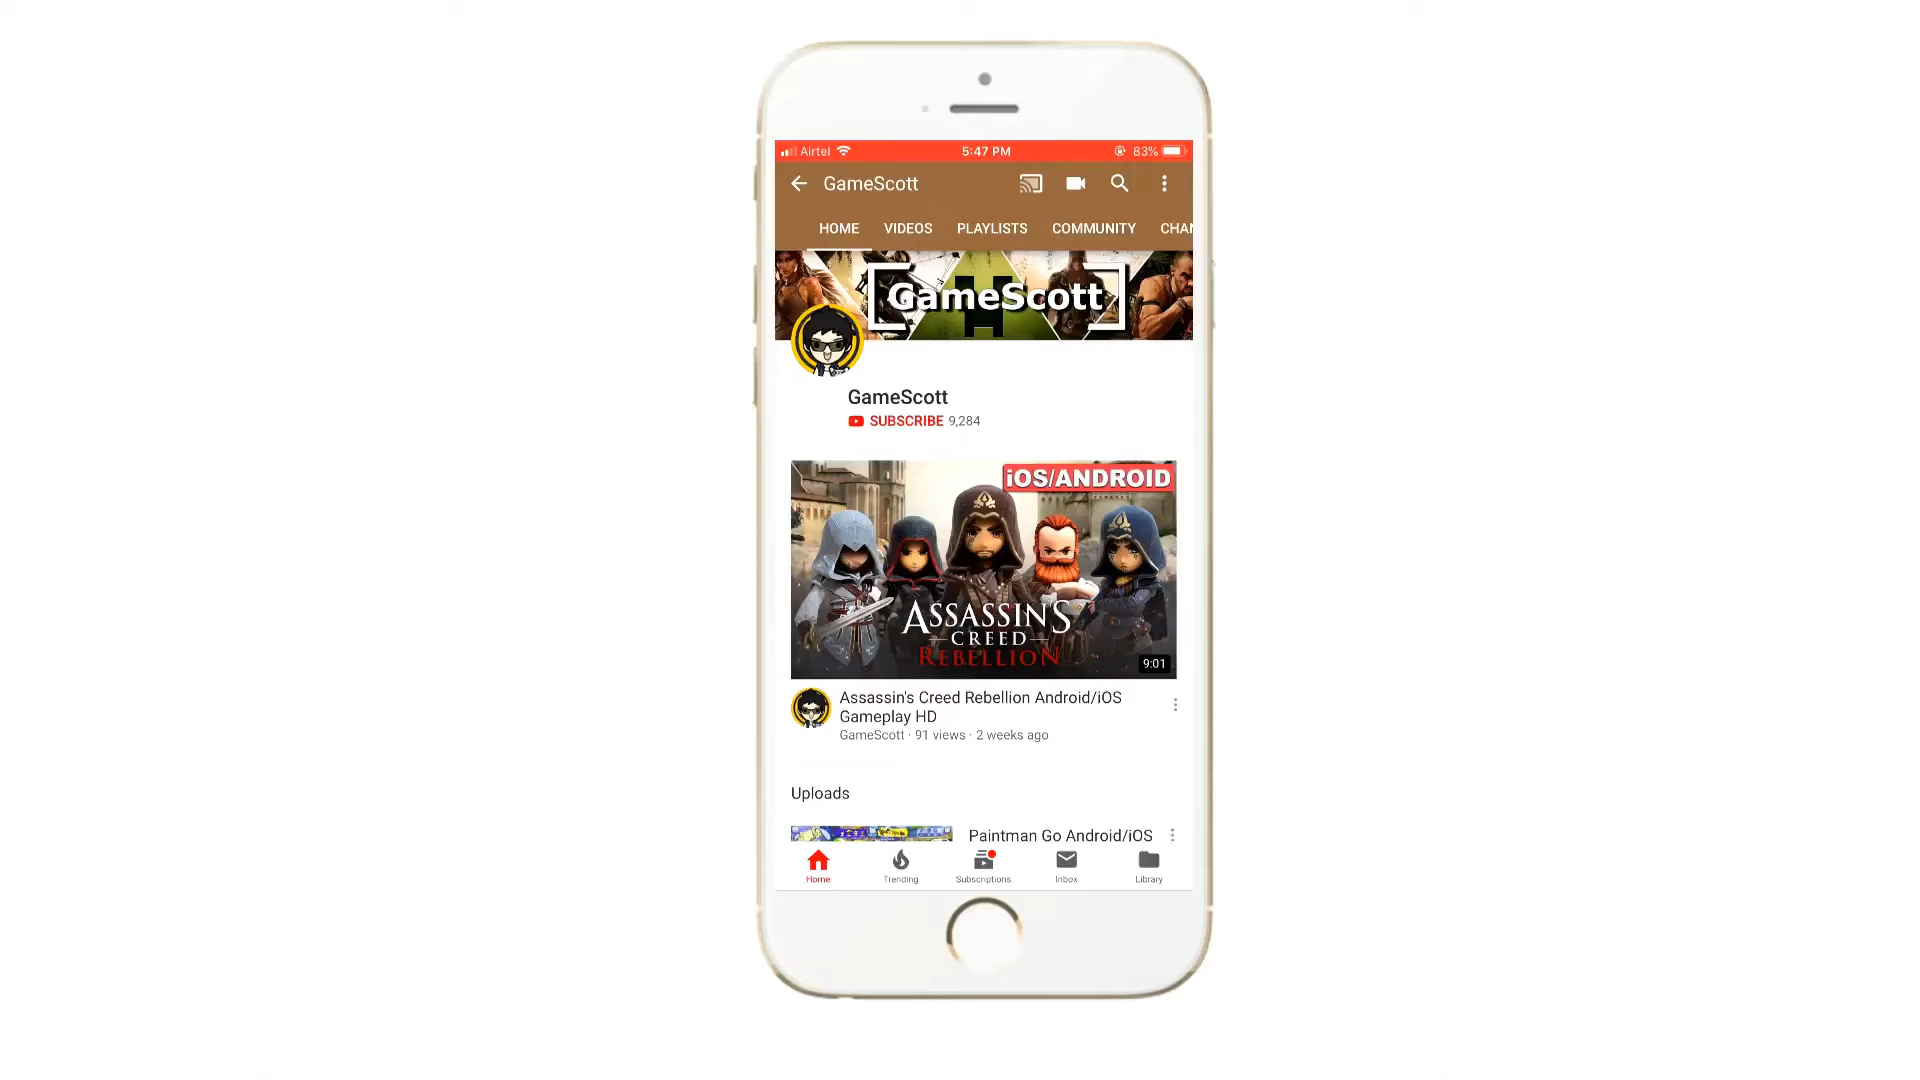 Airtel 5:47 PM 83%
GameScott
HOME VIDEOS PLAYLISTS COMMUNITY CHAN
GameScott
GameScott
SUBSCRIBE 9,284
iOS/ANDROID
ASSASSIN'S
CREED
REBELLION
9:01
Assassin's Creed Rebellion Android/iOS
Gameplay HD
GameScott · 91 views · 2 weeks ago
Uploads
Paintman Go Android/iOS
Home Trending Subscriptions Inbox Library